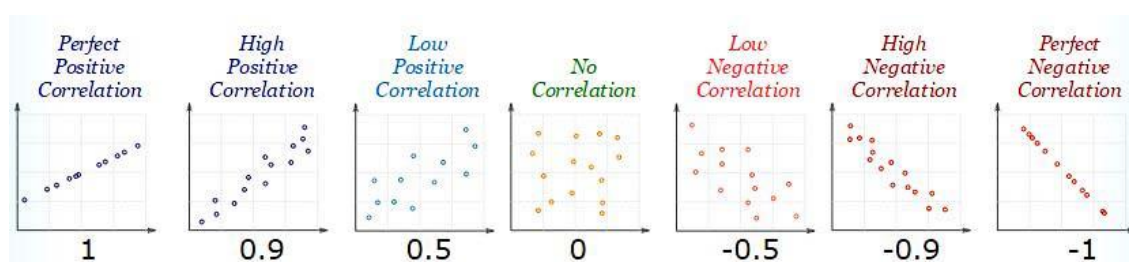 Perfect
Positive
Correlation
High
Positive
Correlation
Low
Positive
Correlation
No
Correlation
Low
Negative
Correlation
High
Negative
Correlation
Perfect
Negative
Correlation
1
0.9
0.5
0
-0.5
-0.9
-1